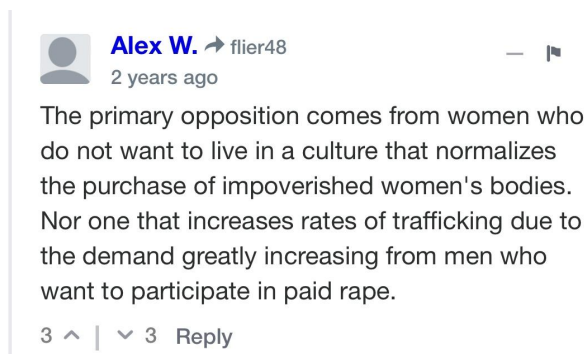 Alex W. flier48
2 years ago
The primary opposition comes from women who
do not want to live in a culture that normalizes
the purchase of impoverished women's bodies.
Nor one that increases rates of trafficking due to
the demand greatly increasing from men who
want to participate in paid rape.
3 | 3 Reply